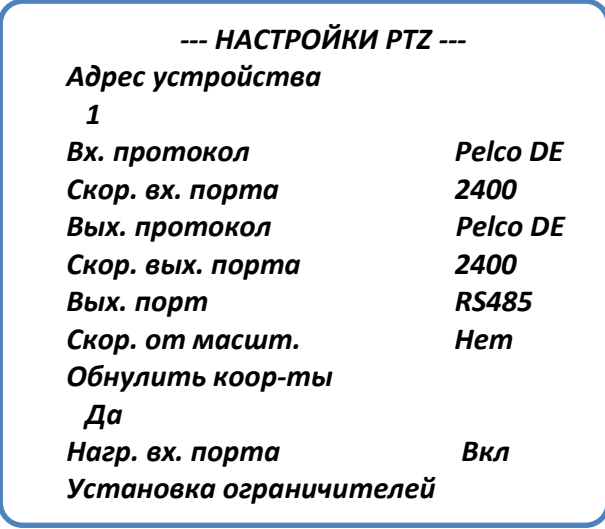 --- НАСТРОЙКИ PTZ ---
Адрес устройства
1
Вх. протокол Pelco DE
Скор. вх. порта 2400
Вых. протокол Pelco DE
Скор. вых. порта 2400
Вых. порт RS485
Скор. от масшт. Нет
Обнулить коор-ты
Да
Нагр. вх. порта Вкл
Установка ограничителей